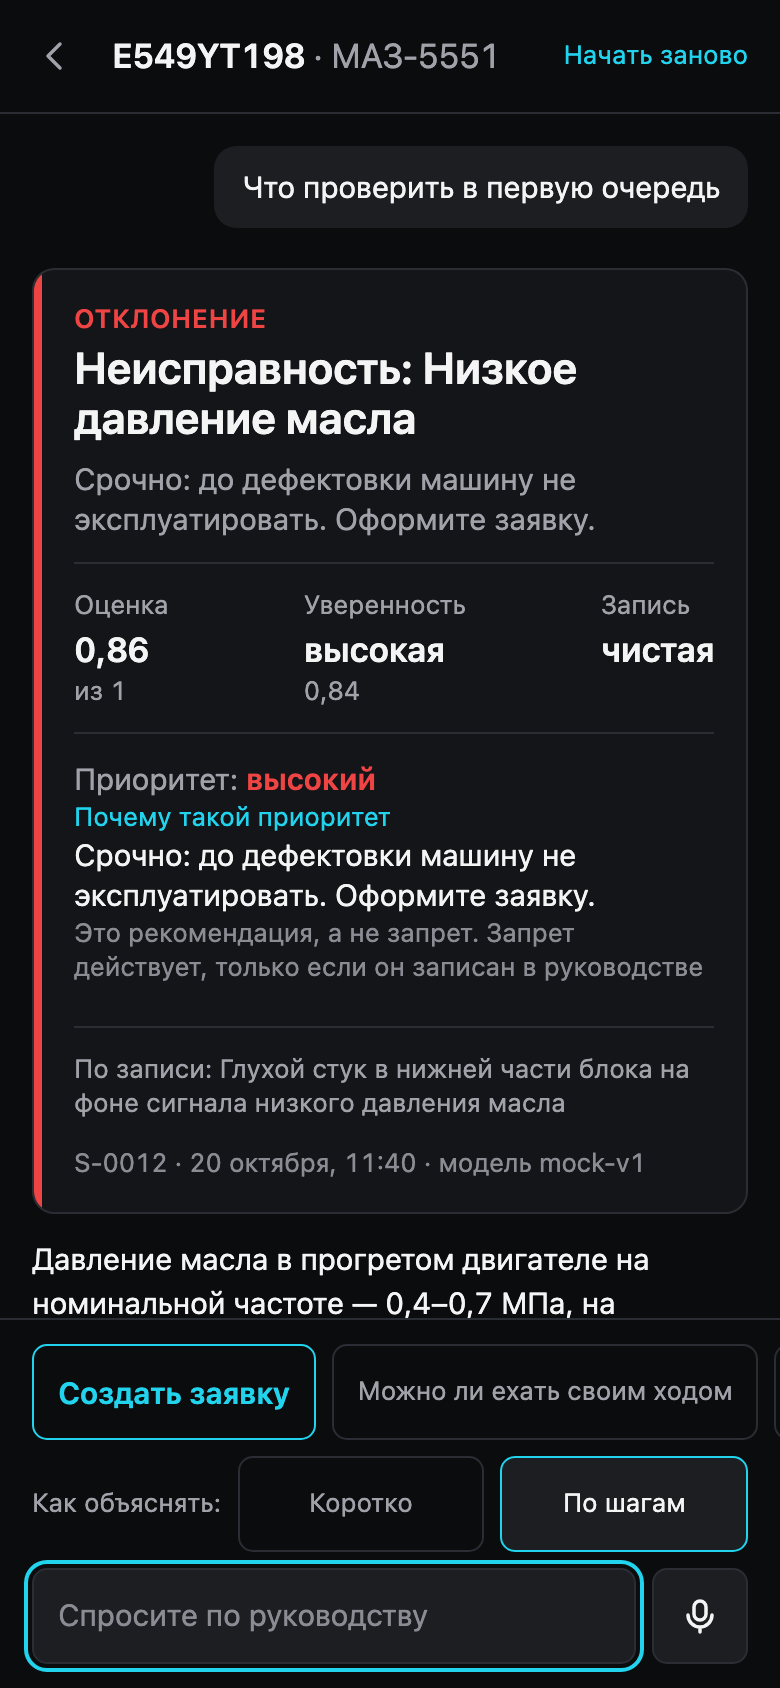 E549YT198 · МАЗ-5551
Начать заново
Что проверить в первую очередь
ОТКЛОНЕНИЕ
Неисправность: Низкое
давление масла
Срочно: до дефектовки машину не
эксплуатировать. Оформите заявку.
Оценка
0,86
из 1
Уверенность
высокая
0,84
Запись
чистая
Приоритет: высокий
Почему такой приоритет
Срочно: до дефектовки машину не
эксплуатировать. Оформите заявку.
Это рекомендация, а не запрет. Запрет
действует, только если он записан в руководстве
По записи: Глухой стук в нижней части блока на
фоне сигнала низкого давления масла
S-0012 · 20 октября, 11:40 · модель mock-v1
Давление масла в прогретом двигателе на
номинальной частоте — 0,4–0,7 МПа, на
Создать заявку
Можно ли ехать своим ходом
Как объяснять:
Коротко
По шагам
Спросите по руководству